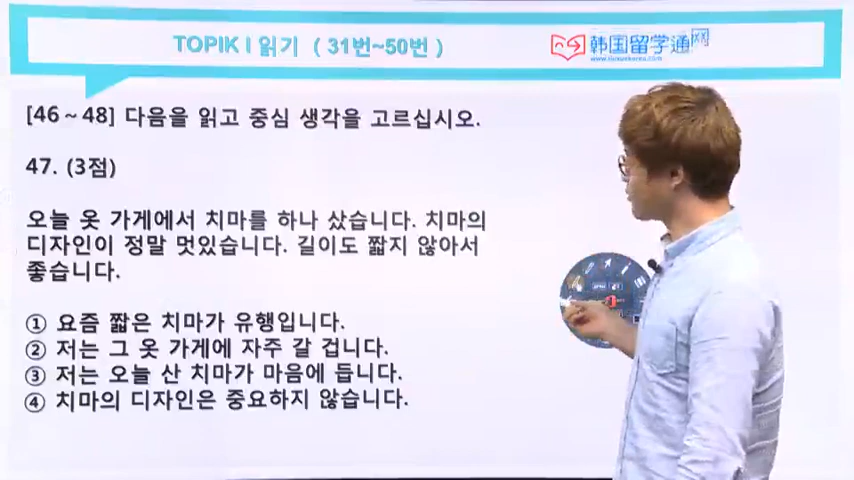 TOPIK I 읽기 ( 31번~50번 )
韩国留学通网
[46～48] 다음을 읽고 중심 생각을 고르십시오.
47. (3점)
오늘 옷 가게에서 치마를 하나 샀습니다. 치마의
디자인이 정말 멋있습니다. 길이도 짧지 않아서
좋습니다.
① 요즘 짧은 치마가 유행입니다.
② 저는 그 옷 가게에 자주 갈 겁니다.
③ 저는 오늘 산 치마가 마음에 듭니다.
④ 치마의 디자인은 중요하지 않습니다.